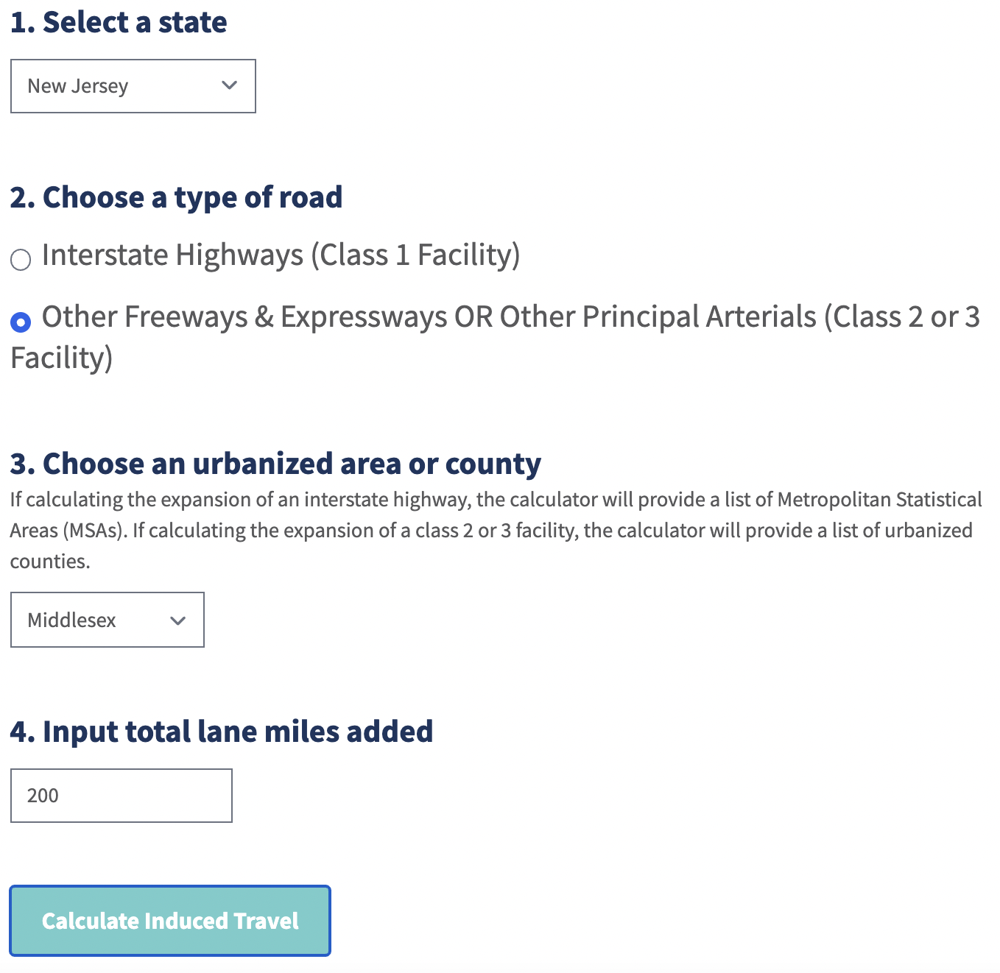 1. Select a state
New Jersey
2. Choose a type of road
Interstate Highways (Class 1 Facility)
Other Freeways & Expressways OR Other Principal Arterials (Class 2 or 3
Facility)
3. Choose an urbanized area or county
If calculating the expansion of an interstate highway, the calculator will provide a list of Metropolitan Statistical
Areas (MSAs). If calculating the expansion of a class 2 or 3 facility, the calculator will provide a list of urbanized
counties.
Middlesex
4. Input total lane miles added
200
Calculate Induced Travel